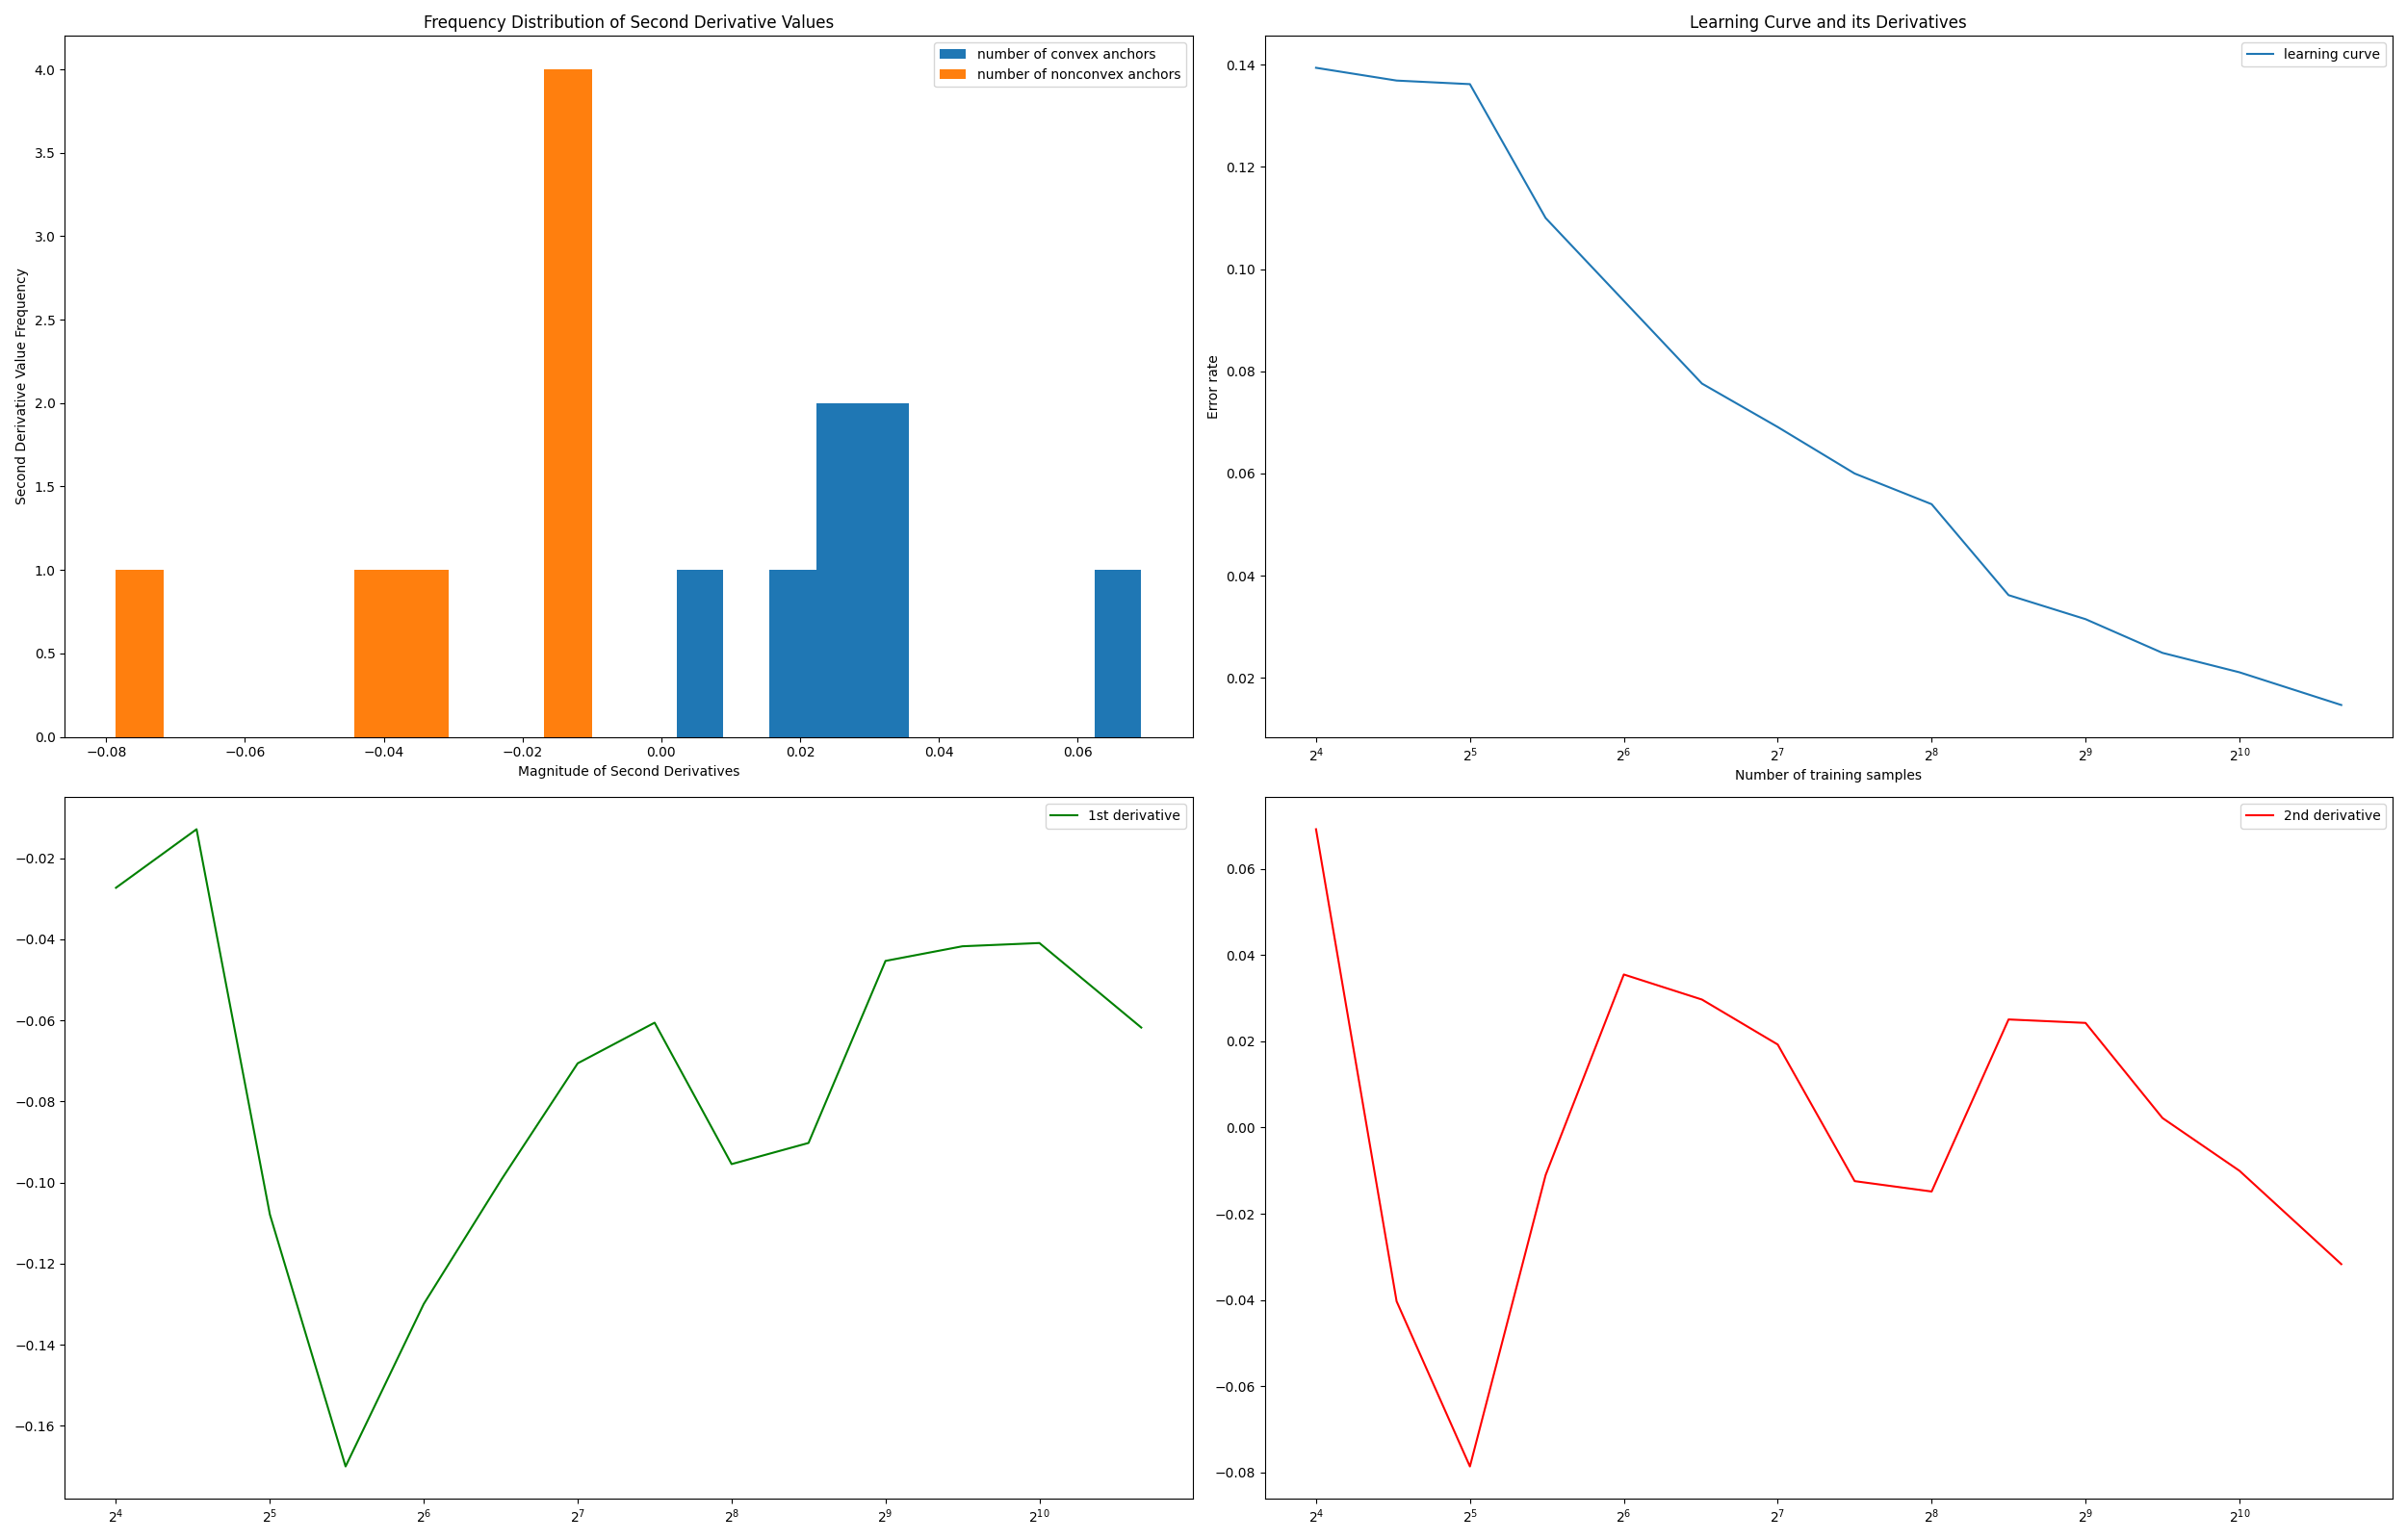 Frequency Distribution of Second Derivative Values
number of convex anchors
number of nonconvex anchors
Second Derivative Value Frequency
4.0
3.5
3.0
2.5
2.0
1.5
1.0
0.5
0.0
−0.08 −0.06 −0.04 −0.02 0.00 0.02 0.04 0.06
Magnitude of Second Derivatives
Learning Curve and its Derivatives
learning curve
Error rate
0.14
0.12
0.10
0.08
0.06
0.04
0.02
2^4 2^5 2^6 2^7 2^8 2^9 2^10
Number of training samples
1st derivative
−0.02
−0.04
−0.06
−0.08
−0.10
−0.12
−0.14
−0.16
2^4 2^5 2^6 2^7 2^8 2^9 2^10
2nd derivative
0.06
0.04
0.02
0.00
−0.02
−0.04
−0.06
−0.08
2^4 2^5 2^6 2^7 2^8 2^9 2^10